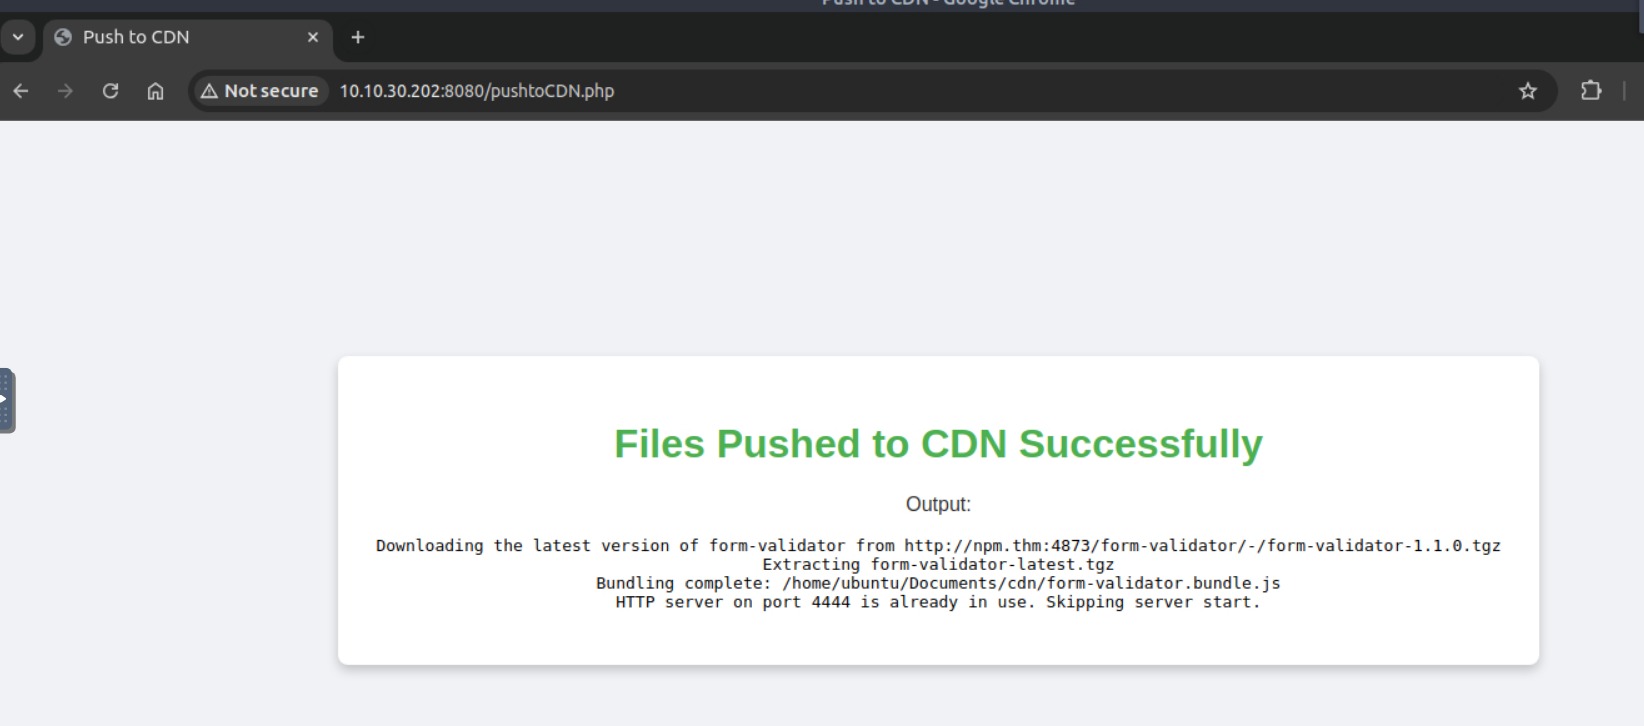 Push to CDN - Google Chrome
Push to CDN
Not secure 10.10.30.202:8080/pushtoCDN.php
Files Pushed to CDN Successfully
Output:
Downloading the latest version of form-validator from http://npm.thm:4873/form-validator/-/form-validator-1.1.0.tgz
Extracting form-validator-latest.tgz
Bundling complete: /home/ubuntu/Documents/cdn/form-validator.bundle.js
HTTP server on port 4444 is already in use. Skipping server start.